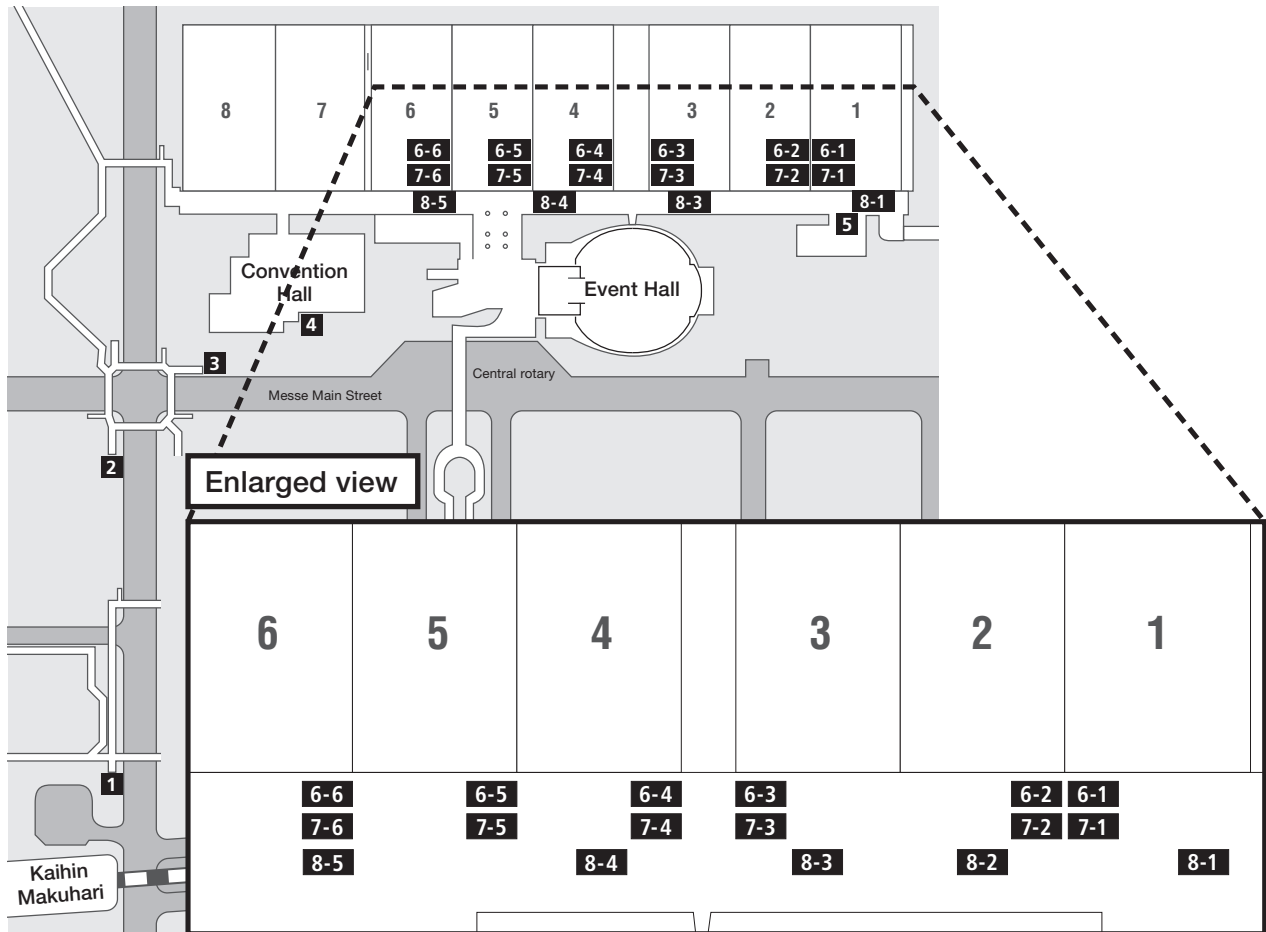 8 7 6 5 4 3 2 1
6-6 6-5 6-4 6-3 6-2 6-1
7-6 7-5 7-4 7-3 7-2 7-1
8-5 8-4 8-3 8-1
5
Convention
Hall
Event Hall
4
3
Central rotary
Messe Main Street
2
Enlarged view
6 5 4 3 2 1
1
6-6 6-5 6-4 6-3 6-2 6-1
7-6 7-5 7-4 7-3 7-2 7-1
8-5 8-4 8-3 8-2 8-1
Kaihin
Makuhari